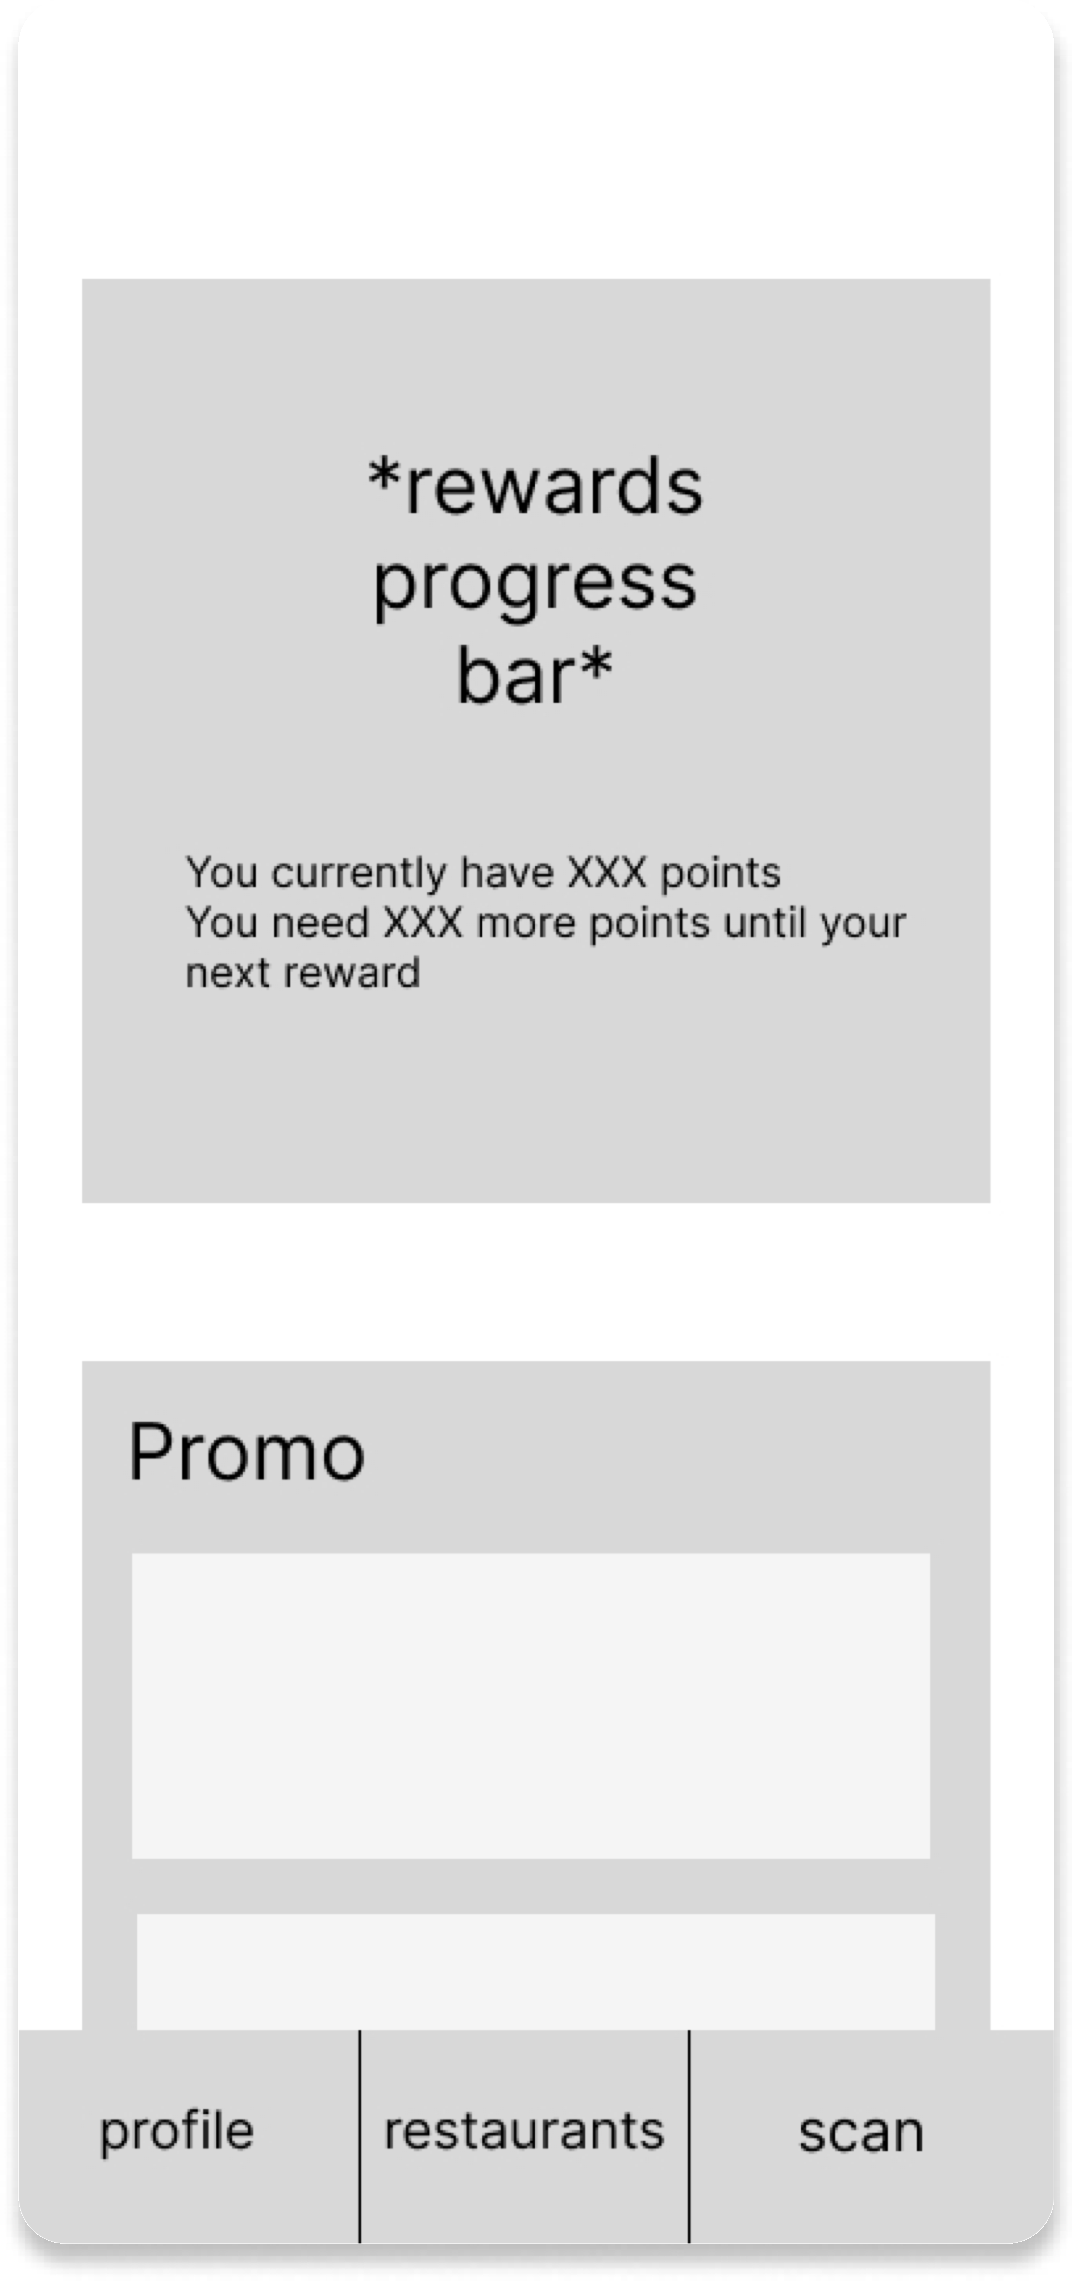 *rewards
progress
bar*
You currently have XXX points
You need XXX more points until your
next reward
Promo
profile
restaurants
scan